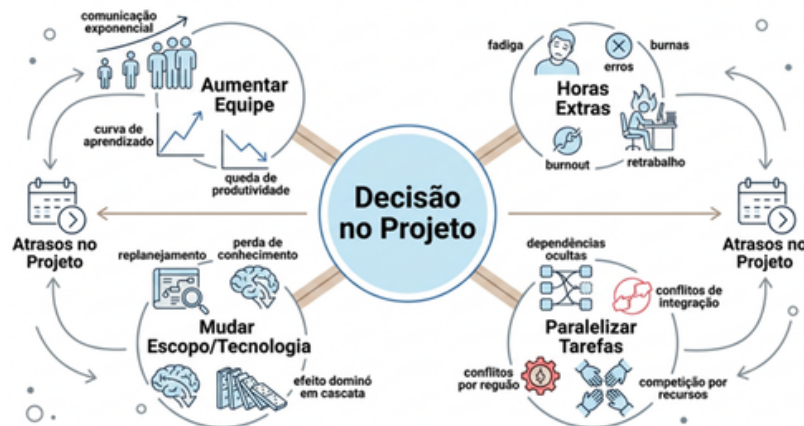 comunicação
exponencial
Aumentar
Equipe
curva de
aprendizado
queda de
produtividade
fadiga
erros
burnas
Horas
Extras
burnout
retrabalho
Decisão
no Projeto
Atrasos no
Projeto
Atrasos no
Projeto
replanejamento
perda de
conhecimento
Mudar
Escopo/Tecnologia
efeito dominó
em cascata
dependências
ocultas
conflitos de
integração
Paralelizar
Tarefas
conflitos
por reguão
competição por
recursos